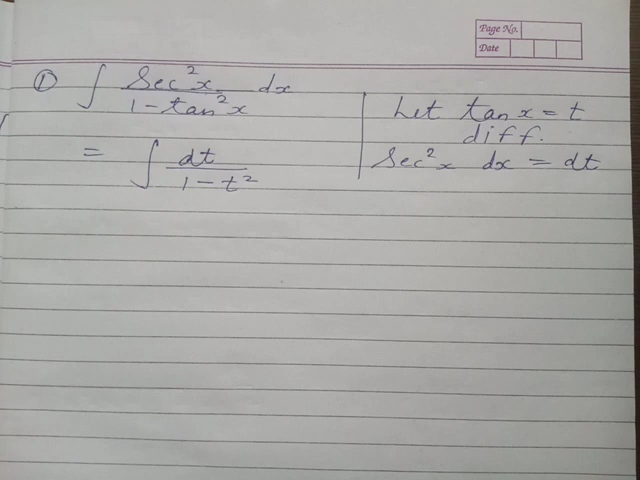 Page No.
Date
① ∫ Sec²x / 1-tan²x dx
Let tan x = t
diff.
Sec²x dx = dt
= ∫ dt / 1-t²